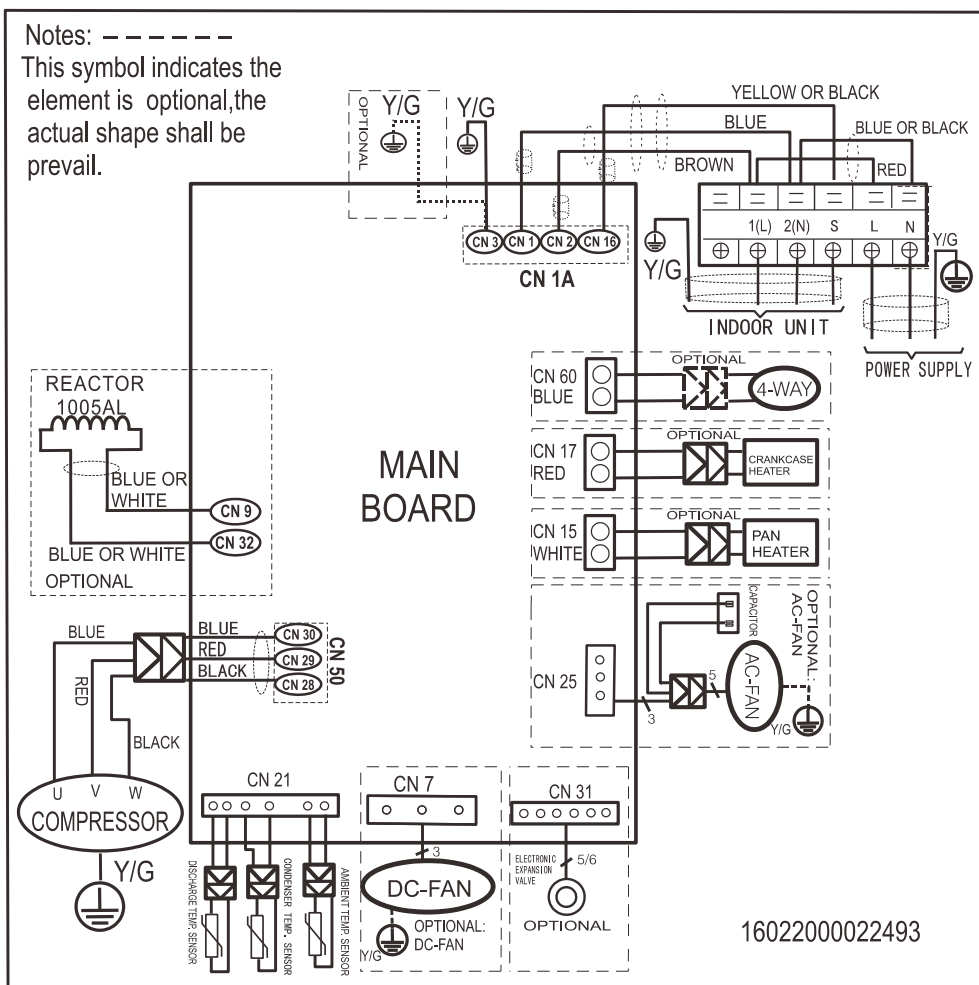 Notes: – – – – – –
This symbol indicates the
element is optional,the
actual shape shall be
prevail.
OPTIONAL
Y/G
Y/G
YELLOW OR BLACK
BLUE
BLUE OR BLACK
BROWN
RED
CN 3
CN 1
CN 2
CN 16
CN 1A
1(L)
2(N)
S
L
N
Y/G
Y/G
INDOOR UNIT
POWER SUPPLY
REACTOR
1005AL
BLUE OR
WHITE
CN 9
CN 32
BLUE OR WHITE
OPTIONAL
MAIN
BOARD
CN 60
BLUE
OPTIONAL
4-WAY
CN 17
RED
OPTIONAL
CRANKCASE
HEATER
CN 15
WHITE
OPTIONAL
PAN
HEATER
CN 25
3
CAPACITOR
5
AC-FAN
OPTIONAL:
AC-FAN
Y/G
BLUE
RED
BLACK
BLUE
RED
BLACK
CN 30
CN 29
CN 28
CN 50
U
V
W
COMPRESSOR
Y/G
CN 21
DISCHARGE TEMP. SENSOR
CONDENSER TEMP. SENSOR
AMBIENT TEMP. SENSOR
CN 7
3
DC-FAN
Y/G
OPTIONAL:
DC-FAN
CN 31
5/6
ELECTRONIC
EXPANSION
VALVE
OPTIONAL
16022000022493